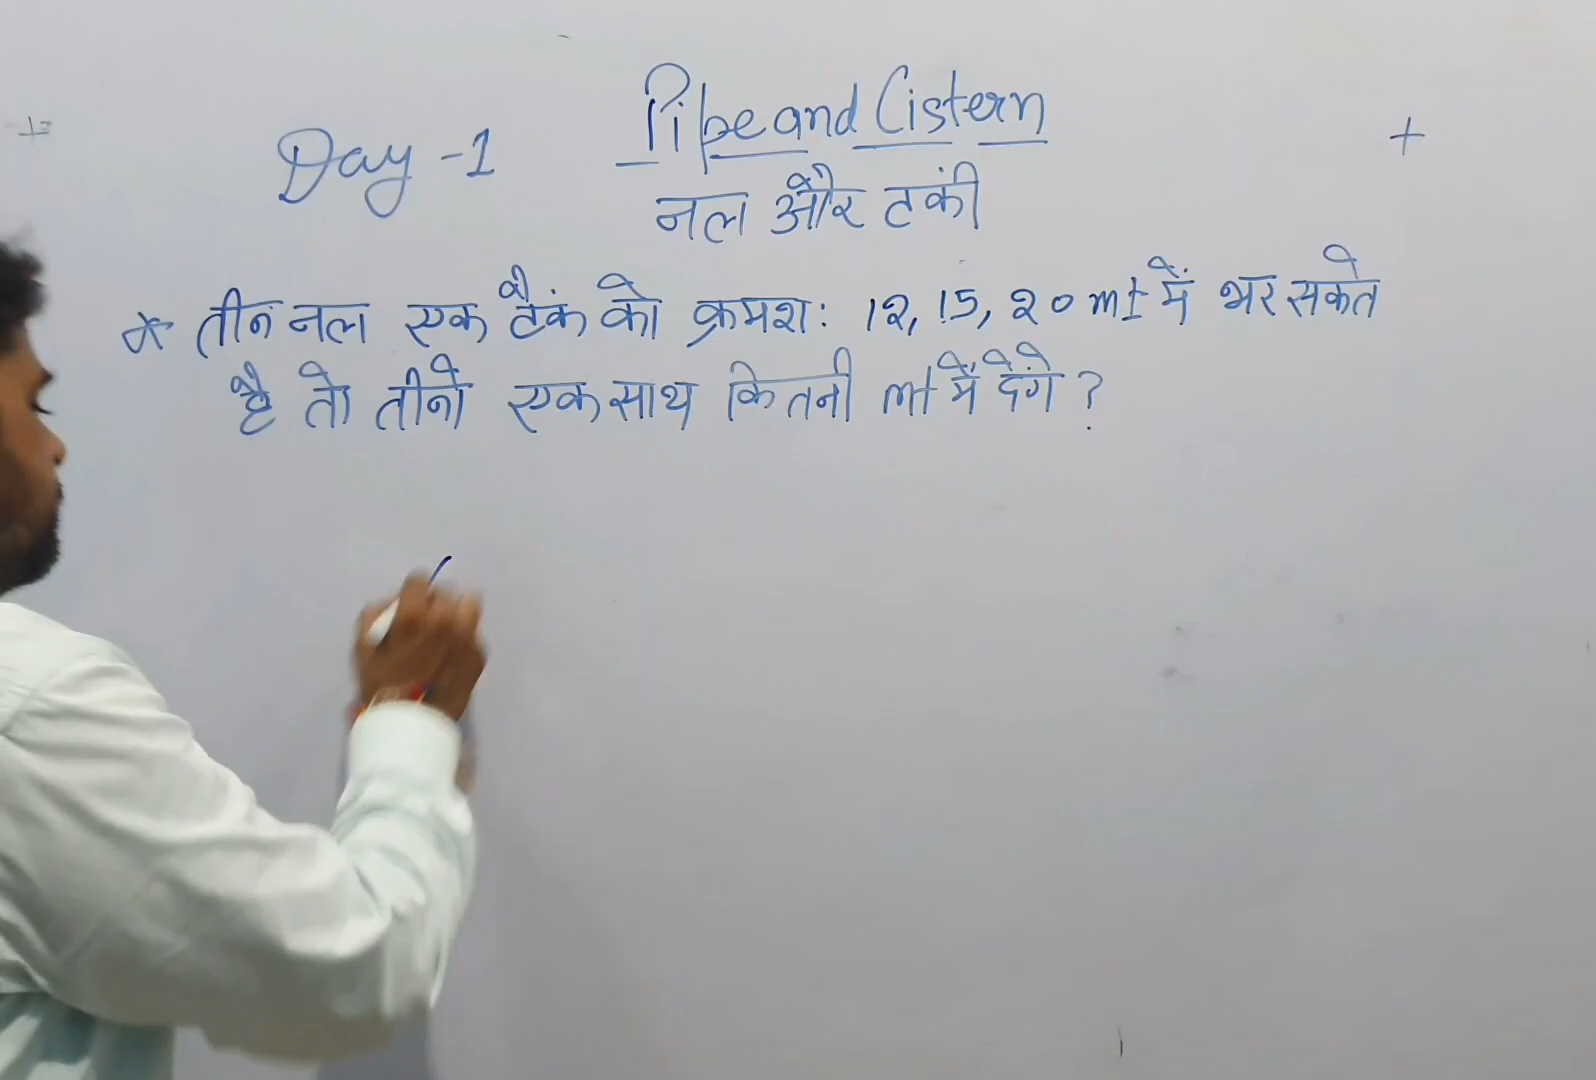 Day -1 Pipe and Cistern
नल और टकीं
* तीन नल एक टैकं को क्रमश: 12, 15, 20 mt में भर सकते
है तो तीनो एक साथ कितनी mt में देंगे ?